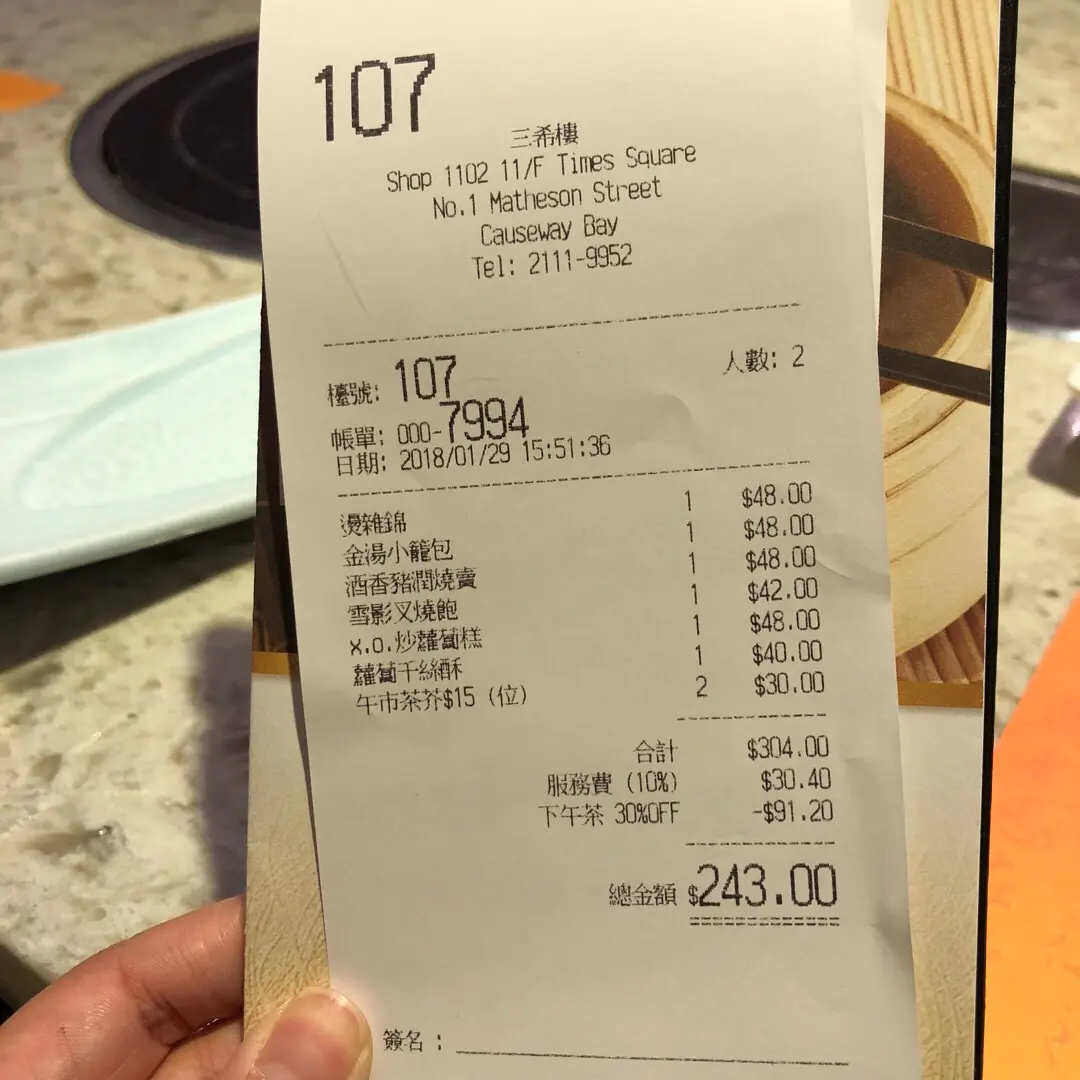 107
三希樓
Shop 1102 11/F Times Square
No.1 Matheson Street
Causeway Bay
Tel: 2111-9952
檯號: 107 人數: 2
帳單: 000-7994
日期: 2018/01/29 15:51:36
燙雜錦 1 $48.00
金湯小籠包 1 $48.00
酒香豬潤燒賣 1 $48.00
雪影叉燒飽 1 $42.00
x.o.炒蘿蔔糕 1 $48.00
蘿蔔千絲酥 1 $40.00
午市茶芥$15 (位) 2 $30.00
合計 $304.00
服務費 (10%) $30.40
下午茶 30%OFF -$91.20
總金額 $243.00
簽名 :